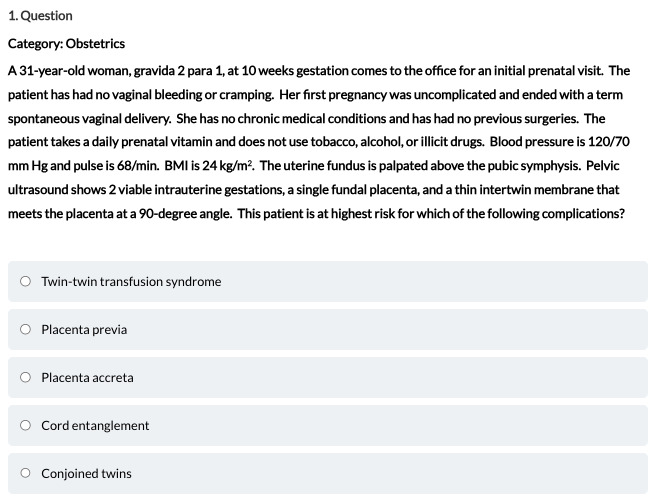 1. Question
Category: Obstetrics
A 31-year-old woman, gravida 2 para 1, at 10 weeks gestation comes to the office for an initial prenatal visit. The
patient has had no vaginal bleeding or cramping. Her first pregnancy was uncomplicated and ended with a term
spontaneous vaginal delivery. She has no chronic medical conditions and has had no previous surgeries. The
patient takes a daily prenatal vitamin and does not use tobacco, alcohol, or illicit drugs. Blood pressure is 120/70
mm Hg and pulse is 68/min. BMI is 24 kg/m². The uterine fundus is palpated above the pubic symphysis. Pelvic
ultrasound shows 2 viable intrauterine gestations, a single fundal placenta, and a thin intertwin membrane that
meets the placenta at a 90-degree angle. This patient is at highest risk for which of the following complications?
Twin-twin transfusion syndrome
Placenta previa
Placenta accreta
Cord entanglement
Conjoined twins